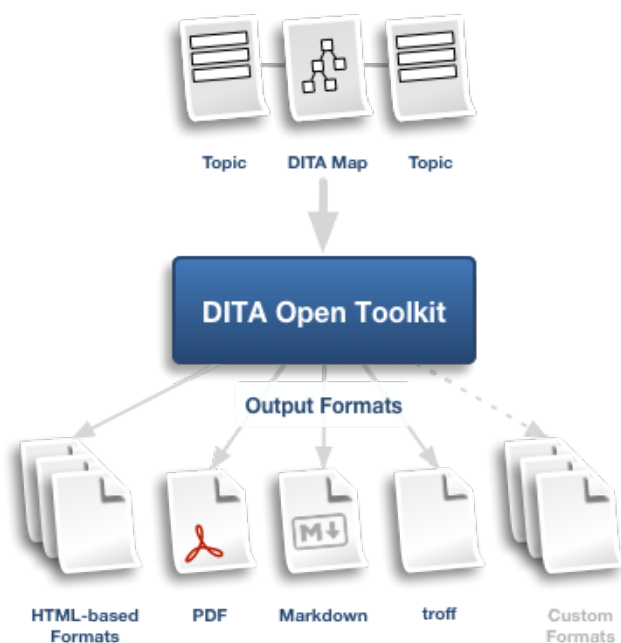 Topic
DITA Map
Topic
DITA Open Toolkit
Output Formats
M
HTML-based
Formats
PDF
Markdown
troff
Custom
Formats